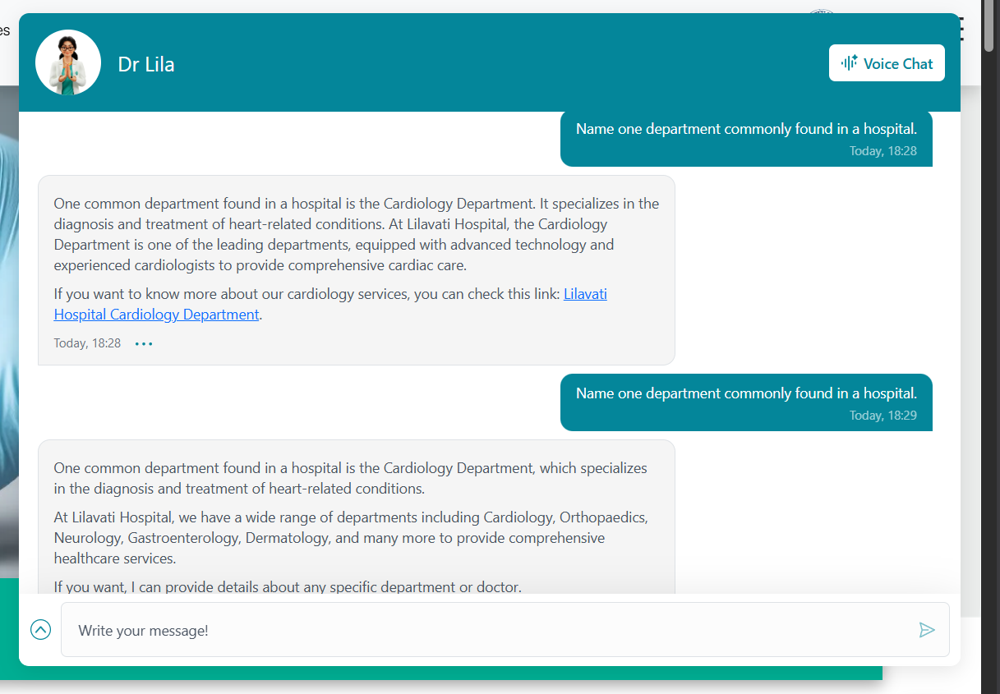 es
Dr Lila
Voice Chat
Name one department commonly found in a hospital.
Today, 18:28
One common department found in a hospital is the Cardiology Department. It specializes in the
diagnosis and treatment of heart-related conditions. At Lilavati Hospital, the Cardiology
Department is one of the leading departments, equipped with advanced technology and
experienced cardiologists to provide comprehensive cardiac care.
If you want to know more about our cardiology services, you can check this link: Lilavati
Hospital Cardiology Department.
Today, 18:28
Name one department commonly found in a hospital.
Today, 18:29
One common department found in a hospital is the Cardiology Department, which specializes
in the diagnosis and treatment of heart-related conditions.
At Lilavati Hospital, we have a wide range of departments including Cardiology, Orthopaedics,
Neurology, Gastroenterology, Dermatology, and many more to provide comprehensive
healthcare services.
If you want, I can provide details about any specific department or doctor.
Write your message!